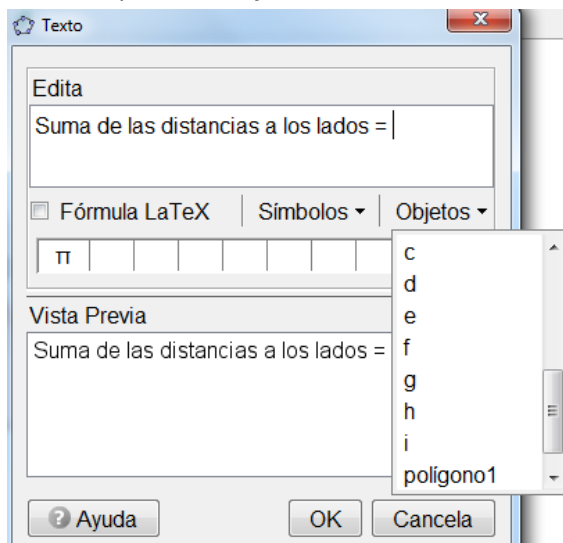 Texto
Edita
Suma de las distancias a los lados =
Fórmula LaTeX Símbolos Objetos
π
c
d
e
f
g
h
i
polígono1
Vista Previa
Suma de las distancias a los lados =
Ayuda OK Cancela